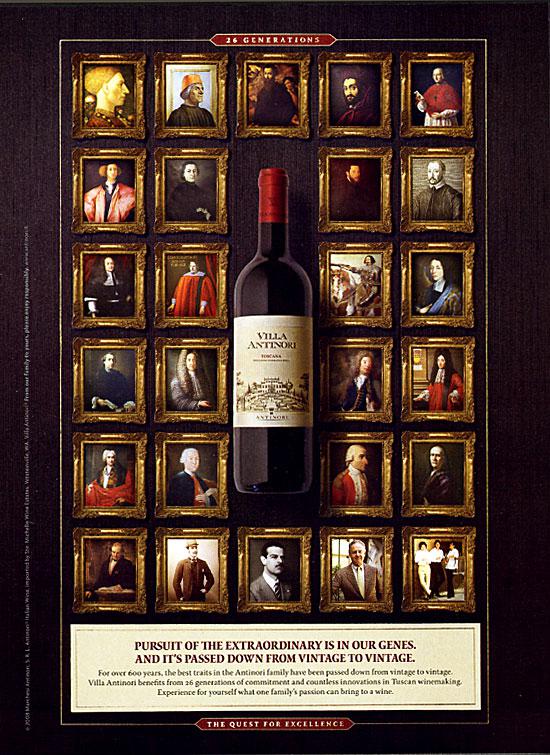 26 GENERATIONS
VILLA
ANTINORI
TOSCANA
ANTINORI
PURSUIT OF THE EXTRAORDINARY IS IN OUR GENES.
AND IT'S PASSED DOWN FROM VINTAGE TO VINTAGE.
For over 600 years, the best traits in the Antinori family have been passed down from vintage to vintage.
Villa Antinori benefits from 26 generations of commitment and countless innovations in Tuscan winemaking.
Experience for yourself what one family's passion can bring to a wine.
THE QUEST FOR EXCELLENCE
©2008 Marchesi Antinori, S.R.L. Antinori® Italian Wine. Imported by Ste. Michelle Wine Estates, Woodinville, WA. Villa Antinori® From our family to yours, please enjoy responsibly. www.antinori.it